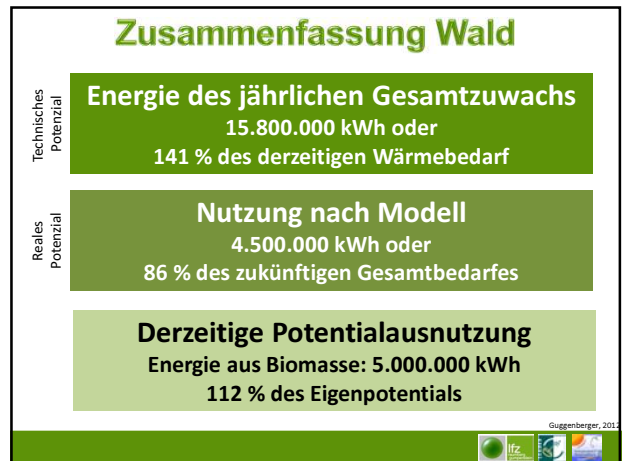 Zusammenfassung Wald
Technisches
Potenzial
Energie des jährlichen Gesamtzuwachs
15.800.000 kWh oder
141 % des derzeitigen Wärmebedarf
Reales
Potenzial
Nutzung nach Modell
4.500.000 kWh oder
86 % des zukünftigen Gesamtbedarfes
Derzeitige Potentialausnutzung
Energie aus Biomasse: 5.000.000 kWh
112 % des Eigenpotentials
Guggenberger, 2012
lfz